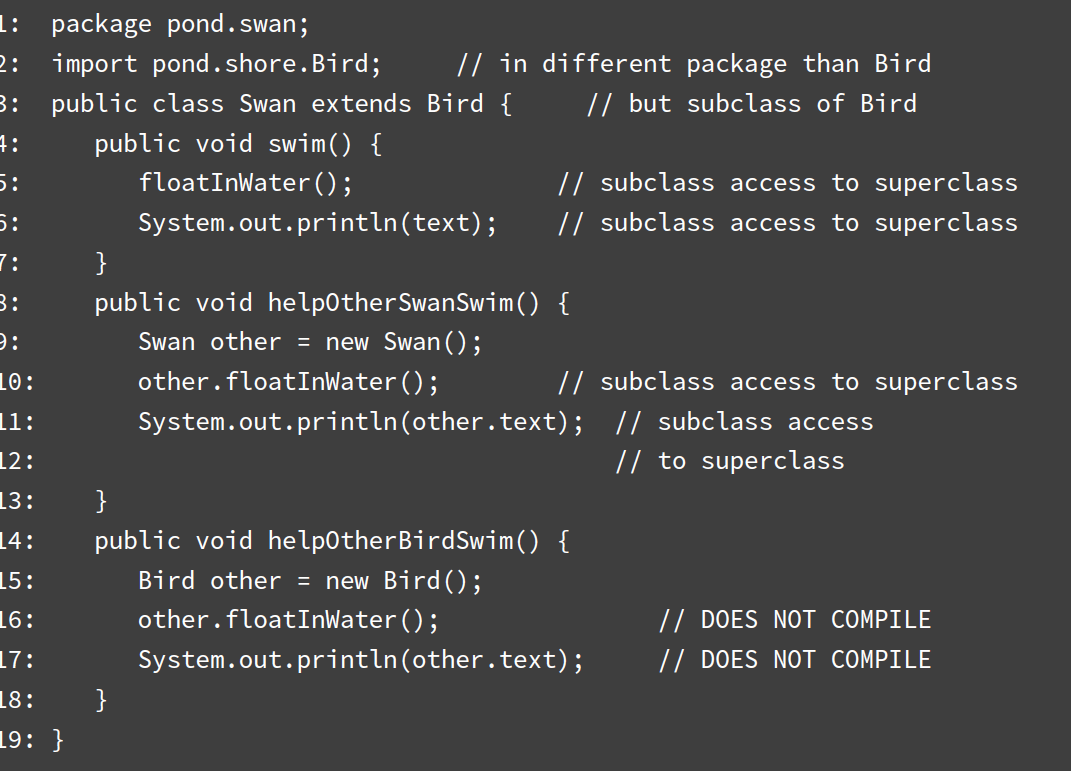 1:  package pond.swan;
2:  import pond.shore.Bird;     // in different package than Bird
3:  public class Swan extends Bird {     // but subclass of Bird
4:     public void swim() {
5:        floatInWater();              // subclass access to superclass
6:        System.out.println(text);    // subclass access to superclass
7:     }
8:     public void helpOtherSwanSwim() {
9:        Swan other = new Swan();
10:       other.floatInWater();        // subclass access to superclass
11:       System.out.println(other.text);  // subclass access
12:                                        // to superclass
13:    }
14:    public void helpOtherBirdSwim() {
15:       Bird other = new Bird();
16:       other.floatInWater();               // DOES NOT COMPILE
17:       System.out.println(other.text);     // DOES NOT COMPILE
18:    }
19: }